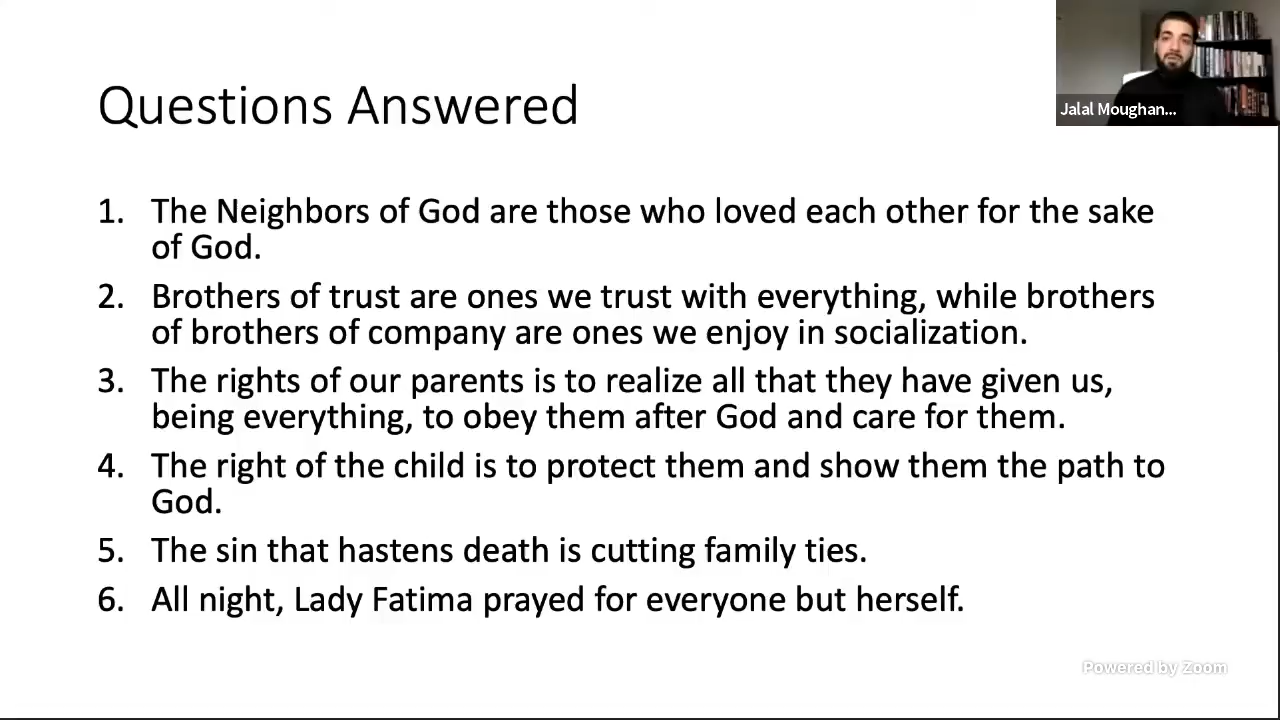 Questions Answered
Jalal Moughan...
1. The Neighbors of God are those who loved each other for the sake
of God.
2. Brothers of trust are ones we trust with everything, while brothers
of brothers of company are ones we enjoy in socialization.
3. The rights of our parents is to realize all that they have given us,
being everything, to obey them after God and care for them.
4. The right of the child is to protect them and show them the path to
God.
5. The sin that hastens death is cutting family ties.
6. All night, Lady Fatima prayed for everyone but herself.
Powered by Zoom